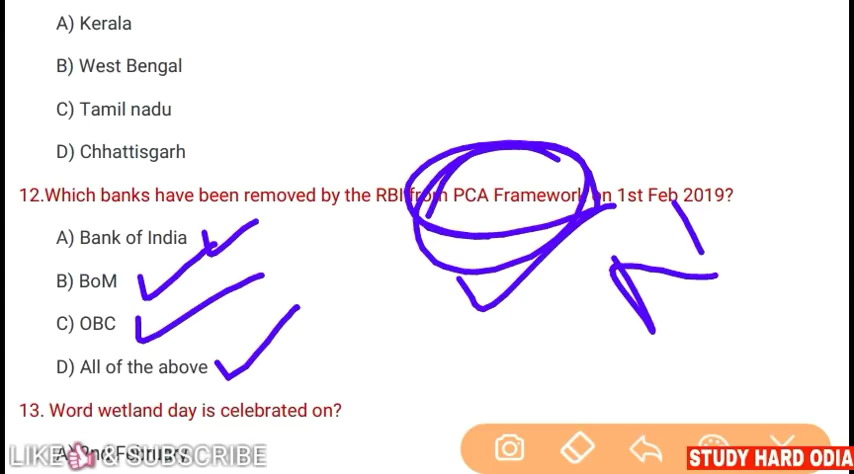 A) Kerala
B) West Bengal
C) Tamil nadu
D) Chhattisgarh
12.Which banks have been removed by the RBI from PCA Framework on 1st Feb 2019?
A) Bank of India
B) BoM
C) OBC
D) All of the above
13. Word wetland day is celebrated on?
A) 2nd February
LIKE & SUBSCRIBE
STUDY HARD ODIA